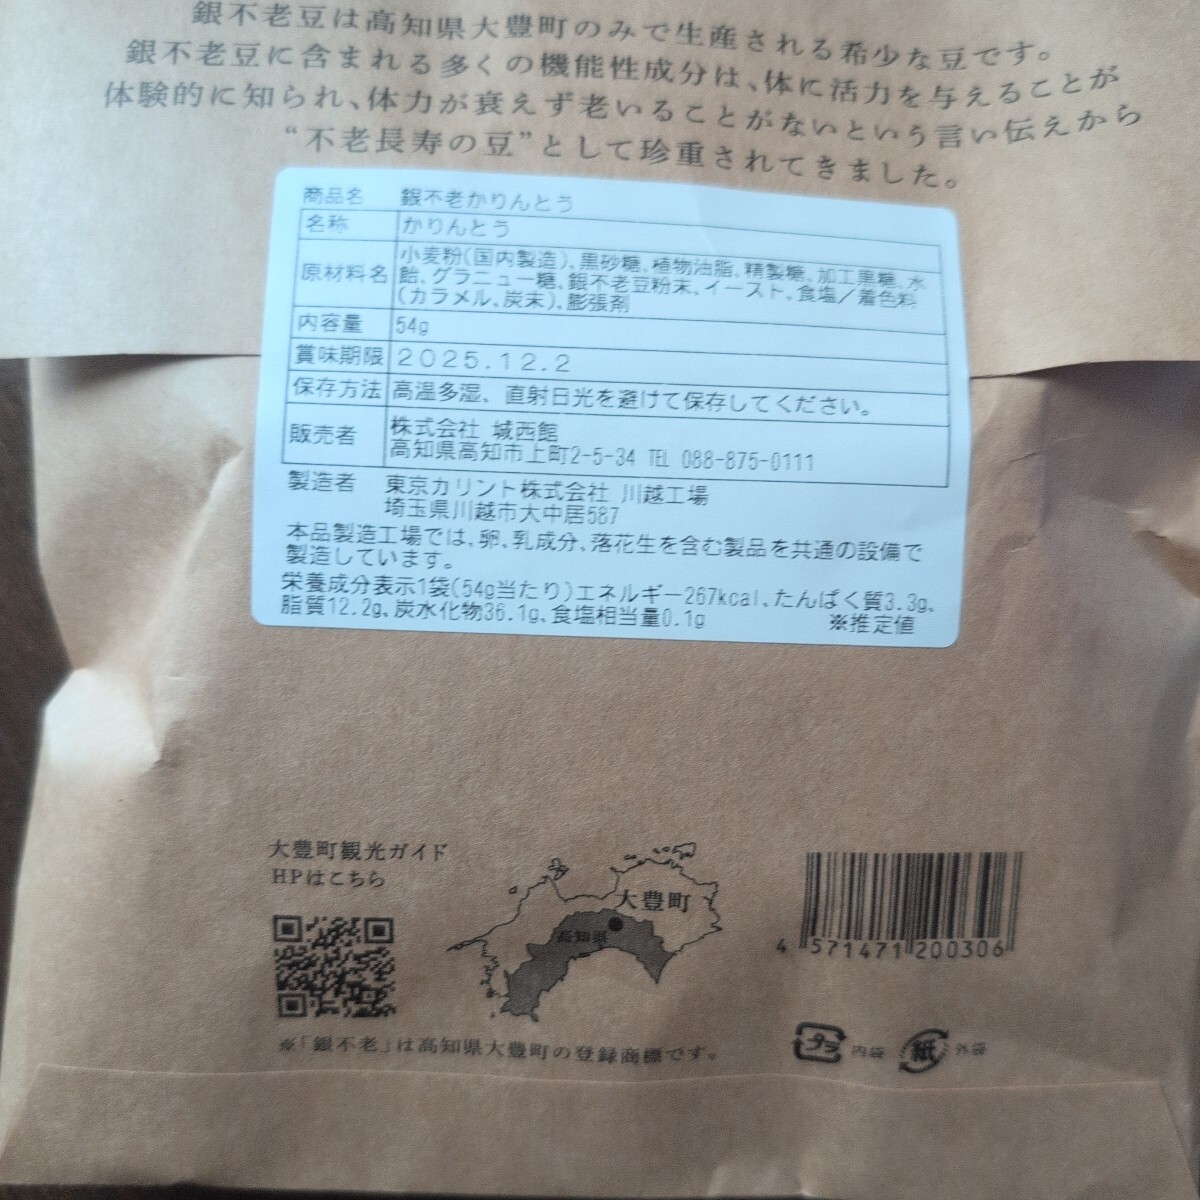 銀不老豆は高知県大豊町のみで生産される希少な豆です。
銀不老豆に含まれる多くの機能性成分は、体に活力を与えることが
体験的に知られ、体力が衰えず老いることがないという言い伝えから
“不老長寿の豆”として珍重されてきました。
商品名 銀不老かりんとう
名称 かりんとう
原材料名 小麦粉(国内製造)、黒砂糖、植物油脂、精製糖、加工黒糖、水
飴、グラニュー糖、銀不老豆粉末、イースト、食塩/着色料
(カラメル、炭末)、膨張剤
内容量 54g
賞味期限 2025.12.2
保存方法 高温多湿、直射日光を避けて保存してください。
販売者 株式会社 城西館
高知県高知市上町2-5-34 TEL 088-875-0111
製造者 東京カリント株式会社 川越工場
埼玉県川越市大中居587
本品製造工場では、卵、乳成分、落花生を含む製品を共通の設備で
製造しています。
栄養成分表示1袋(54g当たり)エネルギー267kcal、たんぱく質3.3g、
脂質12.2g、炭水化物36.1g、食塩相当量0.1g ※推定値
大豊町観光ガイド
HPはこちら
大豊町
高知県
4 571471 200306
※「銀不老」は高知県大豊町の登録商標です。
プラ 内袋 紙 外袋